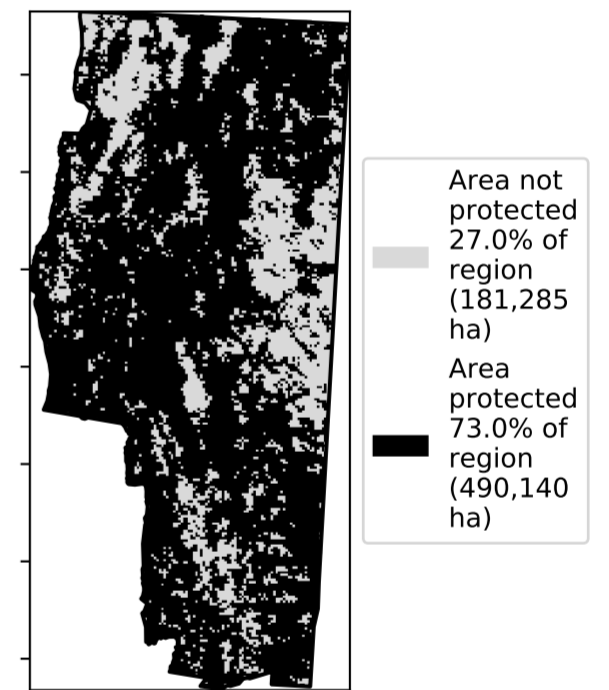 Area not
protected
27.0% of
region
(181,285
ha)
Area
protected
73.0% of
region
(490,140
ha)